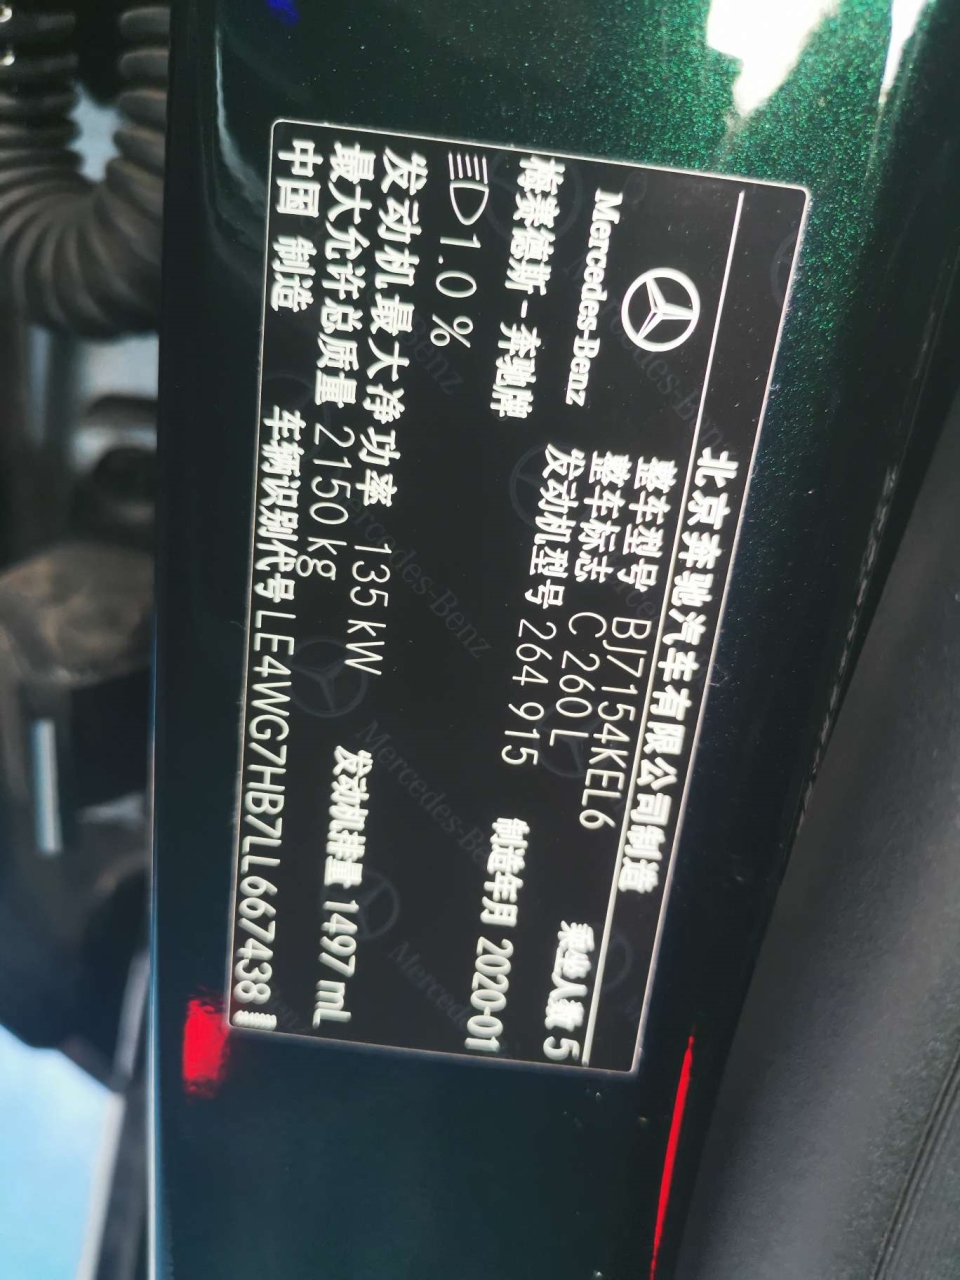 北京奔驰汽车有限公司制造
Mercedes-Benz
整车型号 BJ7154KEL6
整车标志 C 260 L
乘坐人数 5
梅赛德斯-奔驰牌
发动机型号 264 915
制造年月 2020-01
1.0 %
发动机最大净功率 135 kW
发动机排量 1497 mL
最大允许总质量 2150 kg
中国 制造
车辆识别代号 LE4WG7HB7LL667438